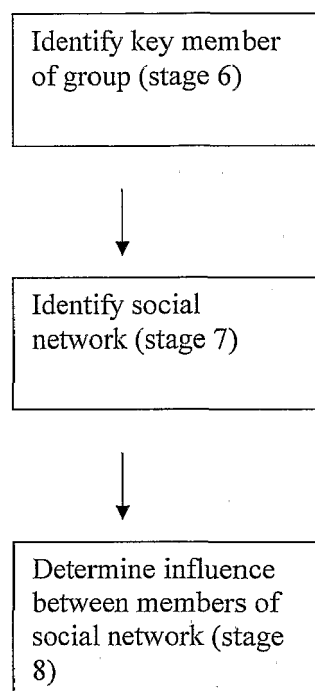 Identify key member
of group (stage 6)
Identify social
network (stage 7)
Determine influence
between members of
social network (stage
8)